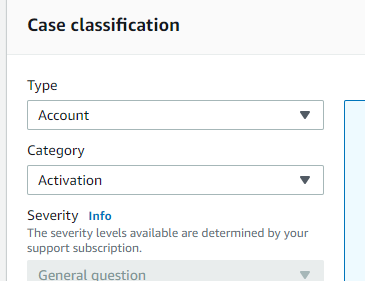 Case classification
Type
Account
Category
Activation
Severity Info
The severity levels available are determined by your
support subscription.
General question